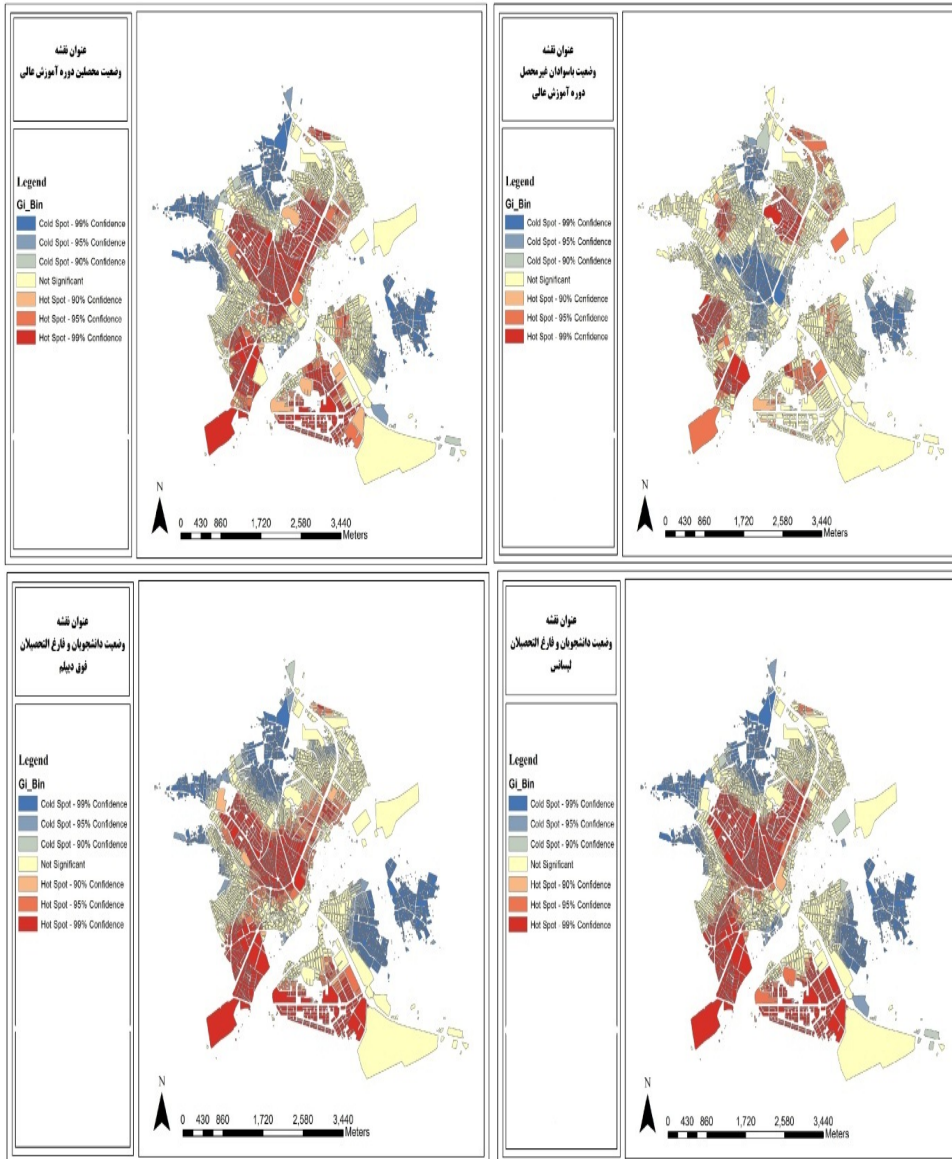 عنوان نقشه
وضعیت محصلین دوره آموزش عالی
Legend
Gi_Bin
Cold Spot - 99% Confidence
Cold Spot - 95% Confidence
Cold Spot - 90% Confidence
Not Significant
Hot Spot - 90% Confidence
Hot Spot - 95% Confidence
Hot Spot - 99% Confidence
N
0 430 860 1,720 2,580 3,440
Meters
عنوان نقشه
وضعیت باسوادان غیرمحصل
دوره آموزش عالی
Legend
Gi_Bin
Cold Spot - 99% Confidence
Cold Spot - 95% Confidence
Cold Spot - 90% Confidence
Not Significant
Hot Spot - 90% Confidence
Hot Spot - 95% Confidence
Hot Spot - 99% Confidence
N
0 430 860 1,720 2,580 3,440
Meters
عنوان نقشه
وضعیت دانشجویان و فارغ التحصیلان
فوق دیپلم
Legend
Gi_Bin
Cold Spot - 99% Confidence
Cold Spot - 95% Confidence
Cold Spot - 90% Confidence
Not Significant
Hot Spot - 90% Confidence
Hot Spot - 95% Confidence
Hot Spot - 99% Confidence
N
0 430 860 1,720 2,580 3,440
Meters
عنوان نقشه
وضعیت دانشجویان و فارغ التحصیلان
لیسانس
Legend
Gi_Bin
Cold Spot - 99% Confidence
Cold Spot - 95% Confidence
Cold Spot - 90% Confidence
Not Significant
Hot Spot - 90% Confidence
Hot Spot - 95% Confidence
Hot Spot - 99% Confidence
N
0 430 860 1,720 2,580 3,440
Meters